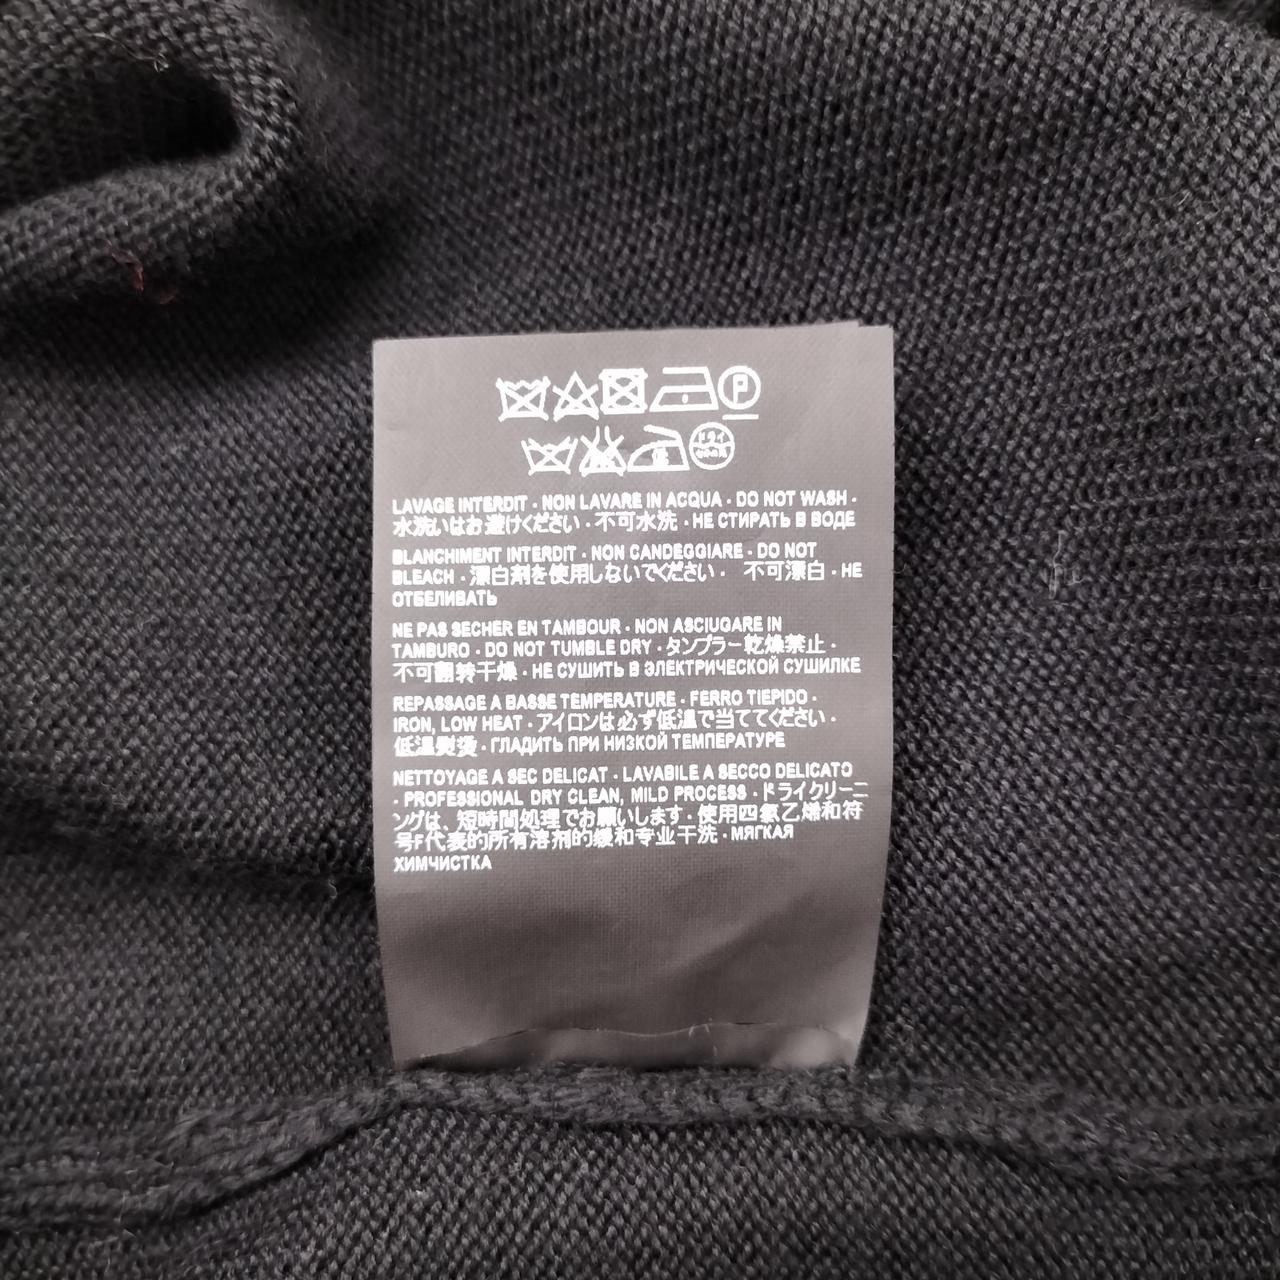 P
ドライ
LAVAGE INTERDIT - NON LAVARE IN ACQUA - DO NOT WASH -
水洗いはお避けください - 不可水洗 - НЕ СТИРАТЬ В ВОДЕ
BLANCHIMENT INTERDIT - NON CANDEGGIARE - DO NOT
BLEACH - 漂白剤を使用しないでください - 不可漂白 - НЕ
ОТБЕЛИВАТЬ
NE PAS SECHER EN TAMBOUR - NON ASCIUGARE IN
TAMBURO - DO NOT TUMBLE DRY - タンブラー乾燥禁止 -
不可翻转干燥 - НЕ СУШИТЬ В ЭЛЕКТРИЧЕСКОЙ СУШИЛКЕ
REPASSAGE A BASSE TEMPERATURE - FERRO TIEPIDO -
IRON, LOW HEAT - アイロンは必ず低温で当ててください -
低温熨烫 - ГЛАДИТЬ ПРИ НИЗКОЙ ТЕМПЕРАТУРЕ
NETTOYAGE A SEC DELICAT - LAVABILE A SECCO DELICATO
- PROFESSIONAL DRY CLEAN, MILD PROCESS - ドライクリーニ
ングは、短時間処理でお願いします - 使用四氯乙烯和符
号F代表的所有溶剂的缓和专业干洗 - МЯГКАЯ
ХИМЧИСТКА